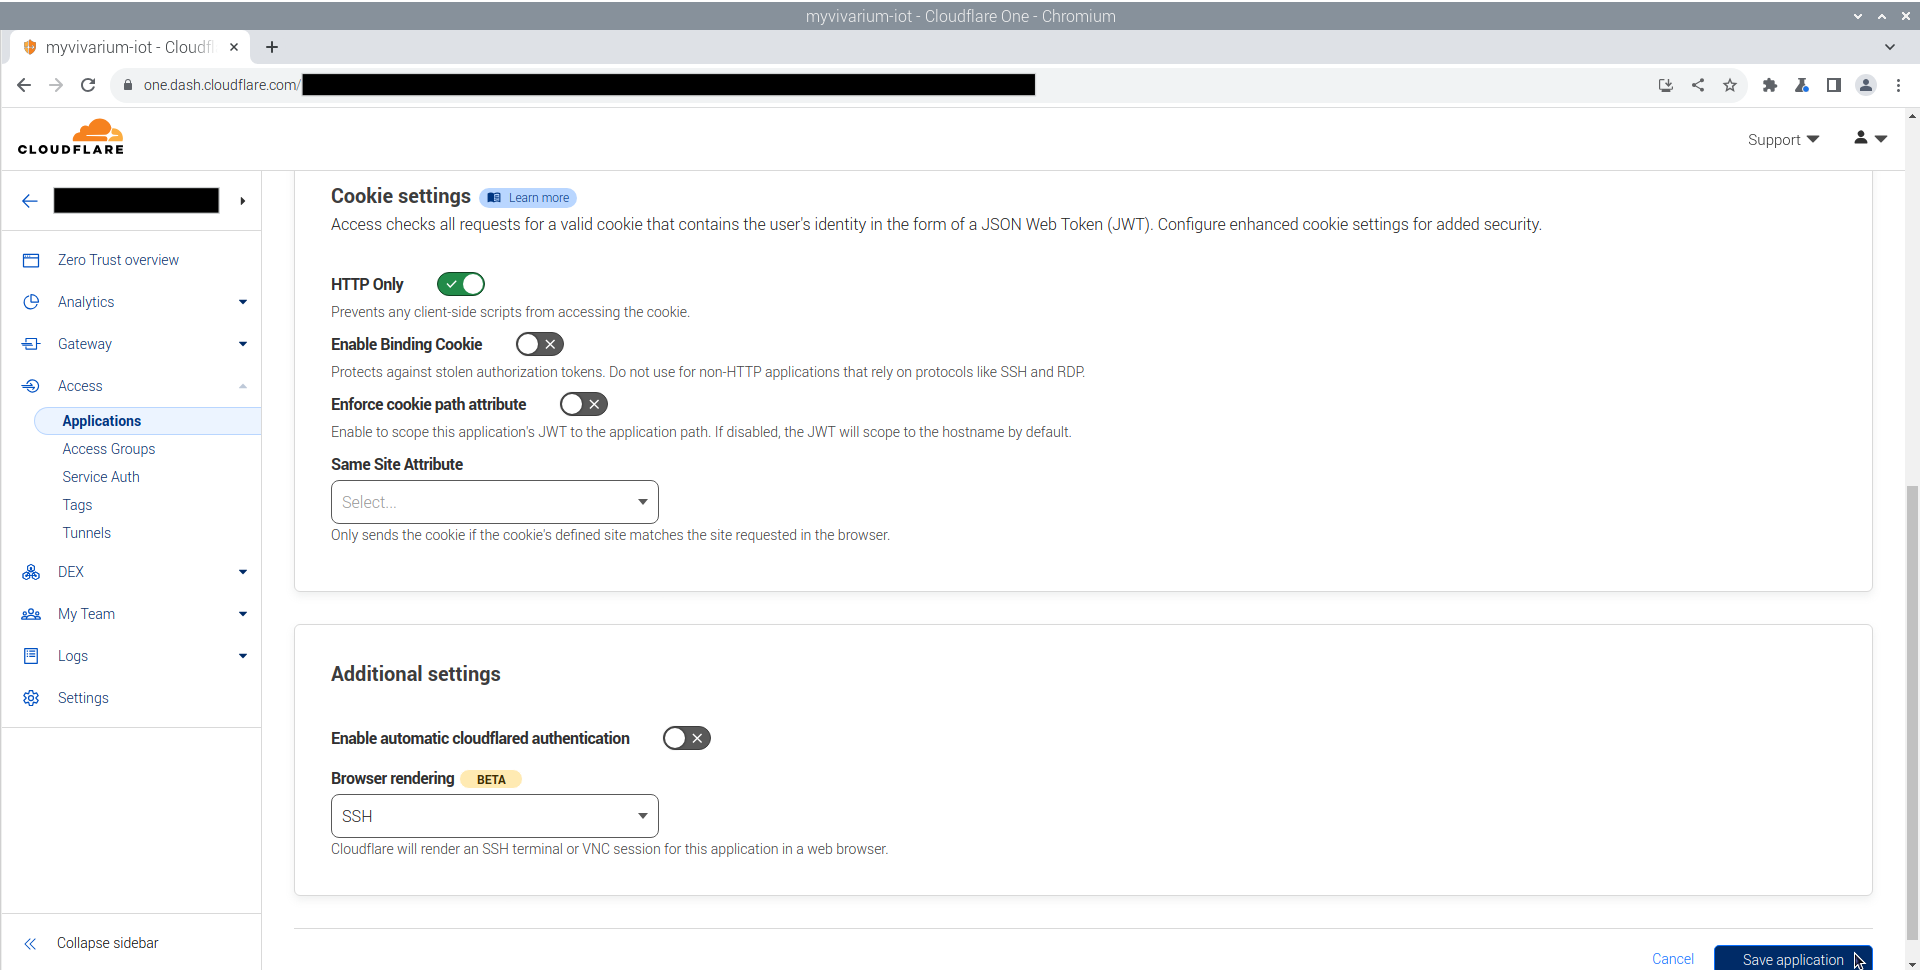 myvivarium-iot - Cloudflare One - Chromium
myvivarium-iot - Cloudfl
one.dash.cloudflare.com/
CLOUDFLARE
Support
Zero Trust overview
Analytics
Gateway
Access
Applications
Access Groups
Service Auth
Tags
Tunnels
DEX
My Team
Logs
Settings
Collapse sidebar
Cookie settings Learn more
Access checks all requests for a valid cookie that contains the user's identity in the form of a JSON Web Token (JWT). Configure enhanced cookie settings for added security.
HTTP Only
Prevents any client-side scripts from accessing the cookie.
Enable Binding Cookie
Protects against stolen authorization tokens. Do not use for non-HTTP applications that rely on protocols like SSH and RDP.
Enforce cookie path attribute
Enable to scope this application's JWT to the application path. If disabled, the JWT will scope to the hostname by default.
Same Site Attribute
Select...
Only sends the cookie if the cookie's defined site matches the site requested in the browser.
Additional settings
Enable automatic cloudflared authentication
Browser rendering BETA
SSH
Cloudflare will render an SSH terminal or VNC session for this application in a web browser.
Cancel Save application